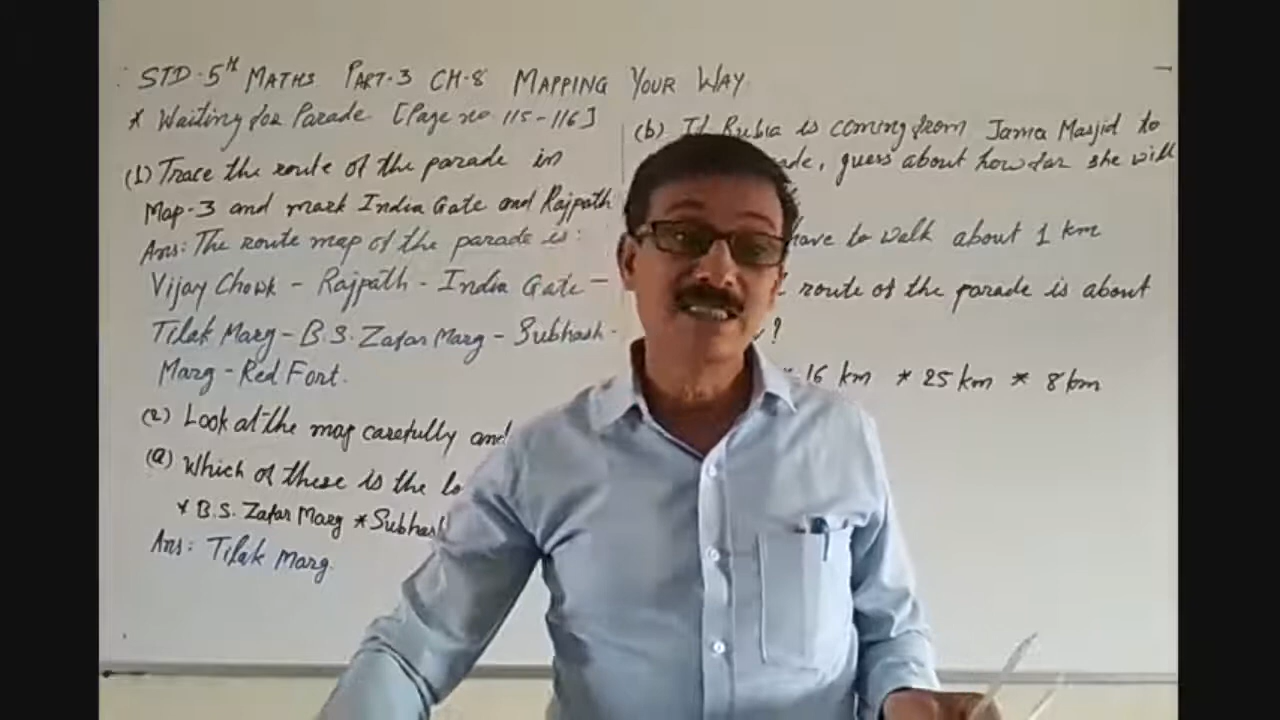 STD-5th MATHS PART-3 CH-8 MAPPING YOUR WAY
* Waiting for Parade [Page no 115-116]
(1) Trace the route of the parade in
Map-3 and mark India Gate and Rajpath
Ans: The route map of the parade is:
Vijay Chowk - Rajpath - India Gate -
Tilak Marg - B.S. Zafar Marg - Subhash -
Marg - Red Fort.
(2) Look at the map carefully and
(a) Which of these is the
* B.S. Zafar Marg * Subhash
Ans: Tilak Marg.
(b) If Rubia is coming from Jama Masjid to
guess about how far she will
have to walk about 1 km
route of the parade is about
?
16 km * 25 km * 8 km